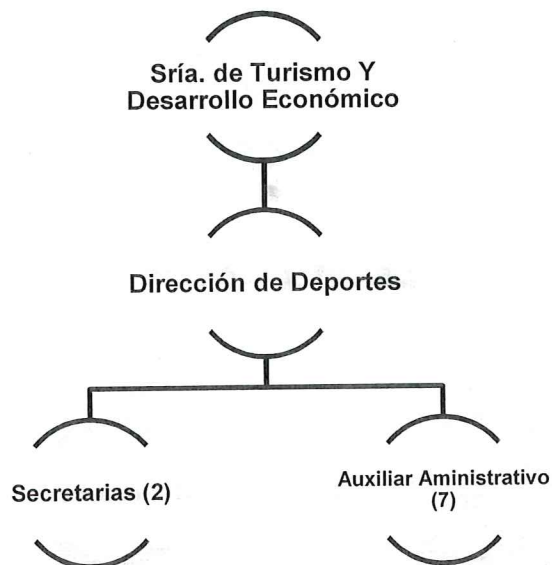 Sría. de Turismo Y
Desarrollo Económico
Dirección de Deportes
Secretarias (2)
Auxiliar Aministrativo
(7)